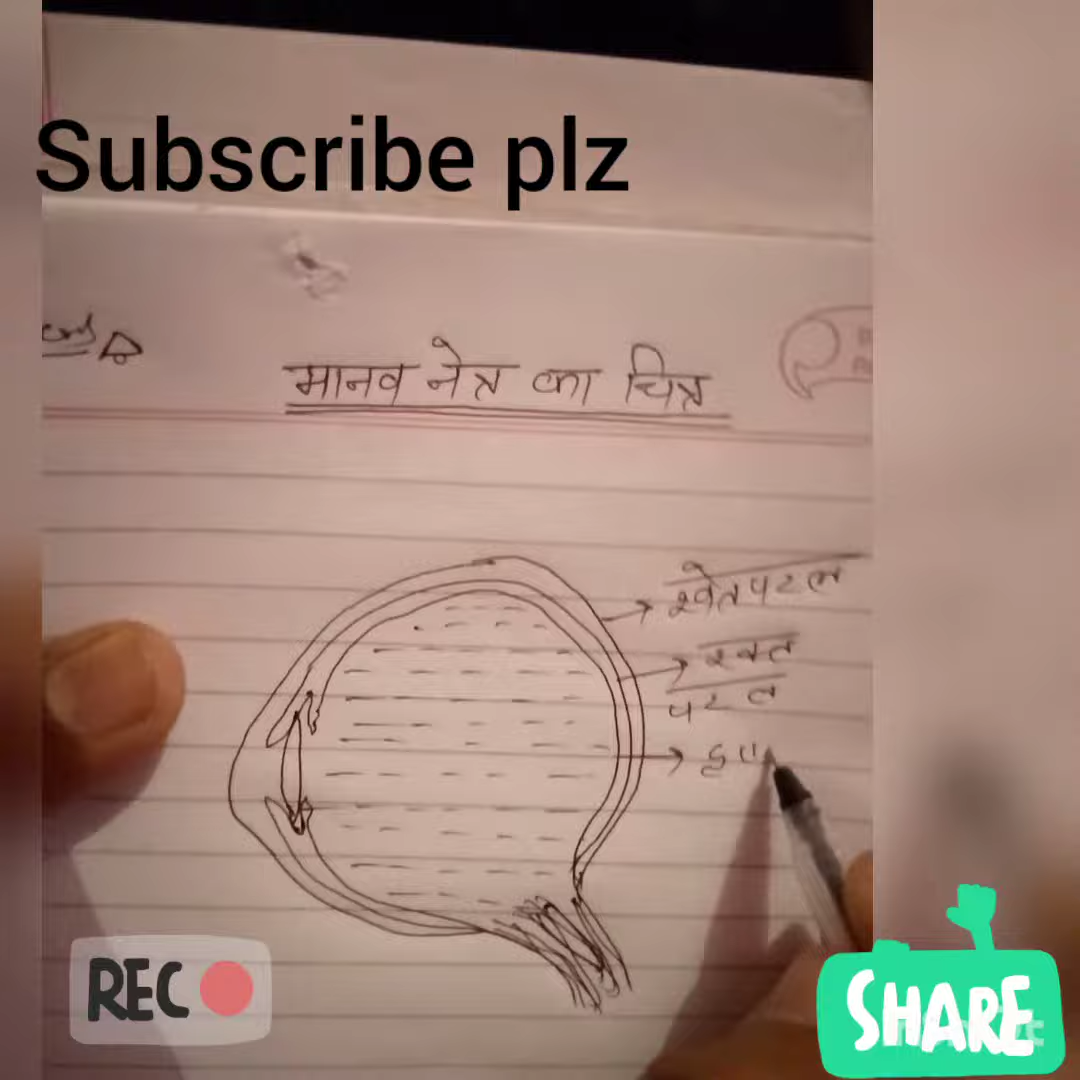 Subscribe plz
मानव नेत्र का चित्र
श्वेतपटल
रक्त
पटल
REC
SHARE